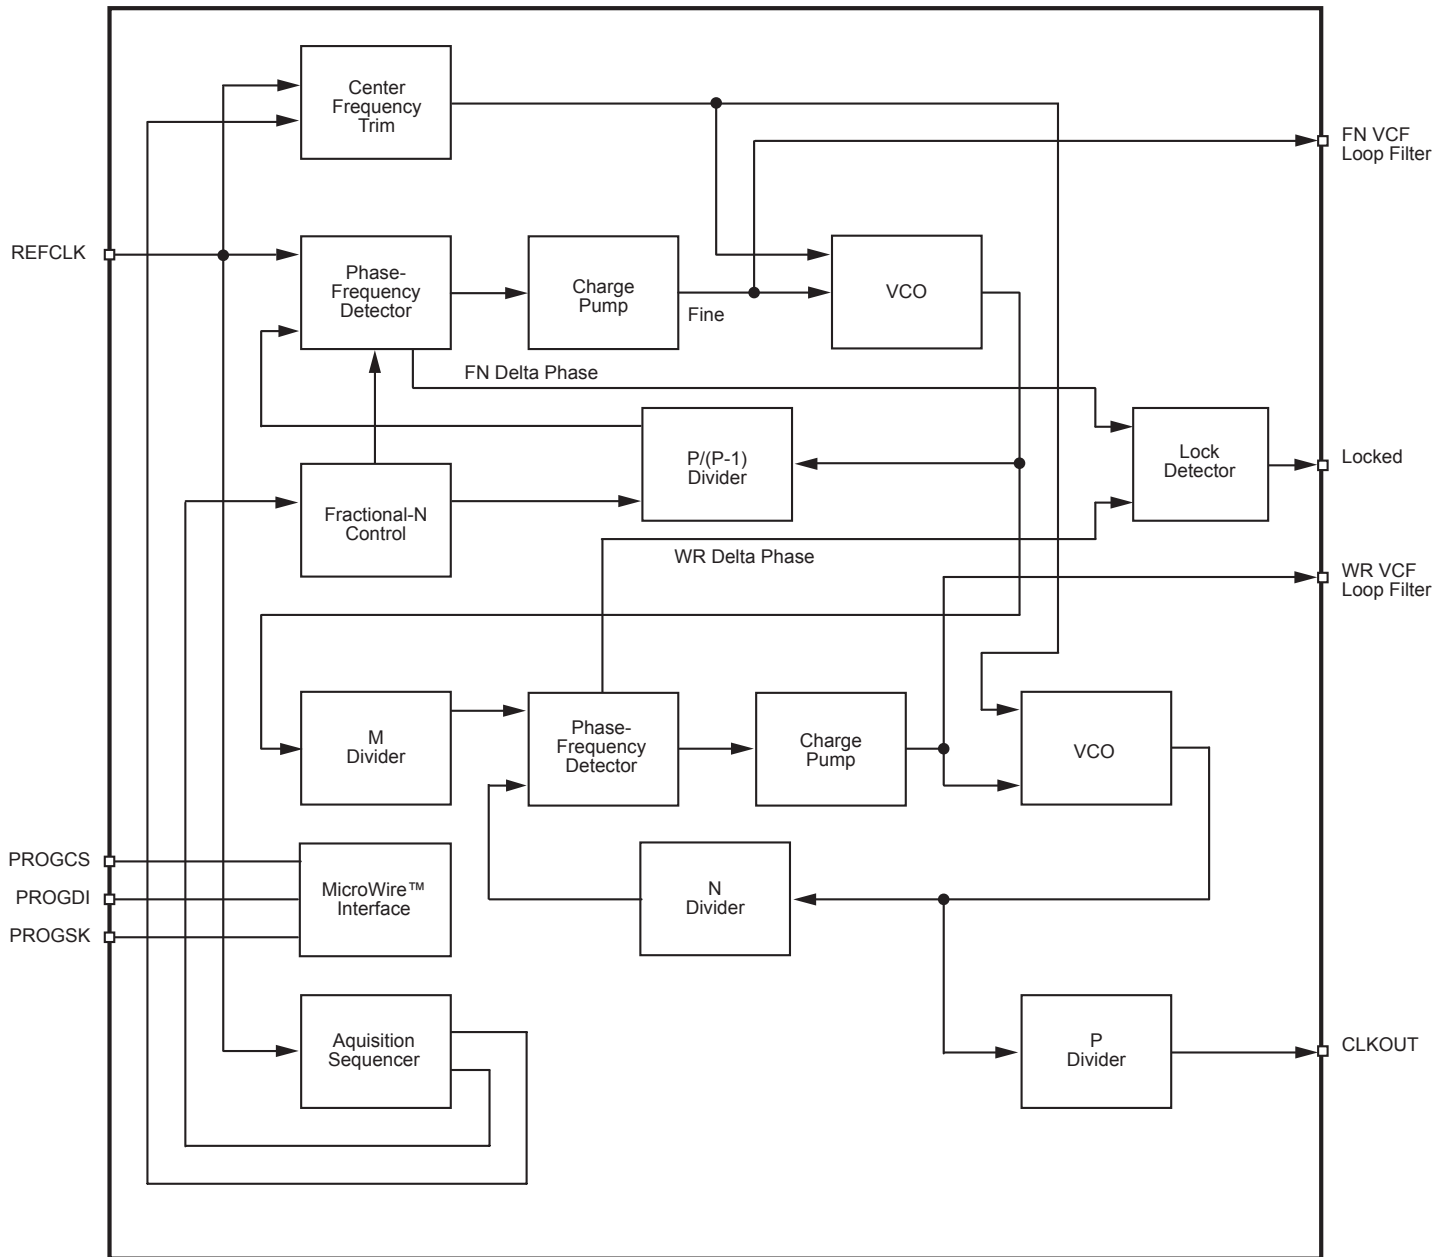 Center
Frequency
Trim
FN VCF
Loop Filter
REFCLK
Phase-
Frequency
Detector
Charge
Pump
Fine
VCO
FN Delta Phase
P/(P-1)
Divider
Lock
Detector
Locked
Fractional-N
Control
WR Delta Phase
WR VCF
Loop Filter
M
Divider
Phase-
Frequency
Detector
Charge
Pump
VCO
PROGCS
PROGDI
PROGSK
MicroWire™
Interface
N
Divider
Aquisition
Sequencer
P
Divider
CLKOUT